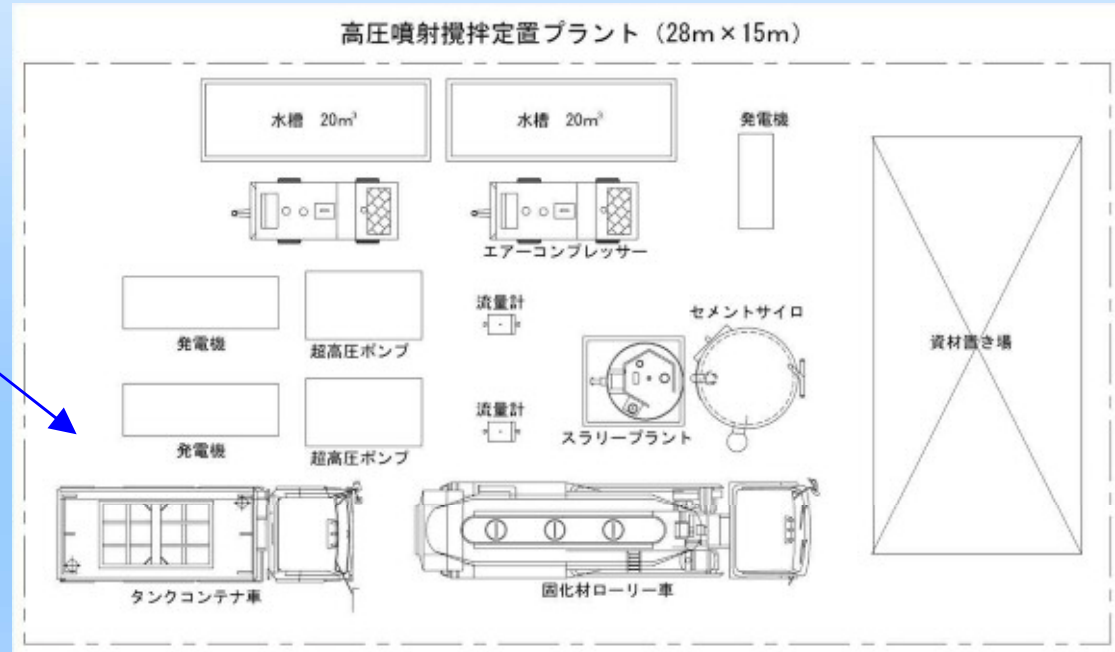 高圧噴射攪拌定置プラント（28m×15m）
水槽　20m³
水槽　20m³
発電機
エアーコンプレッサー
流量計
セメントサイロ
発電機
超高圧ポンプ
資材置き場
流量計
スラリープラント
発電機
超高圧ポンプ
タンクコンテナ車
固化材ローリー車